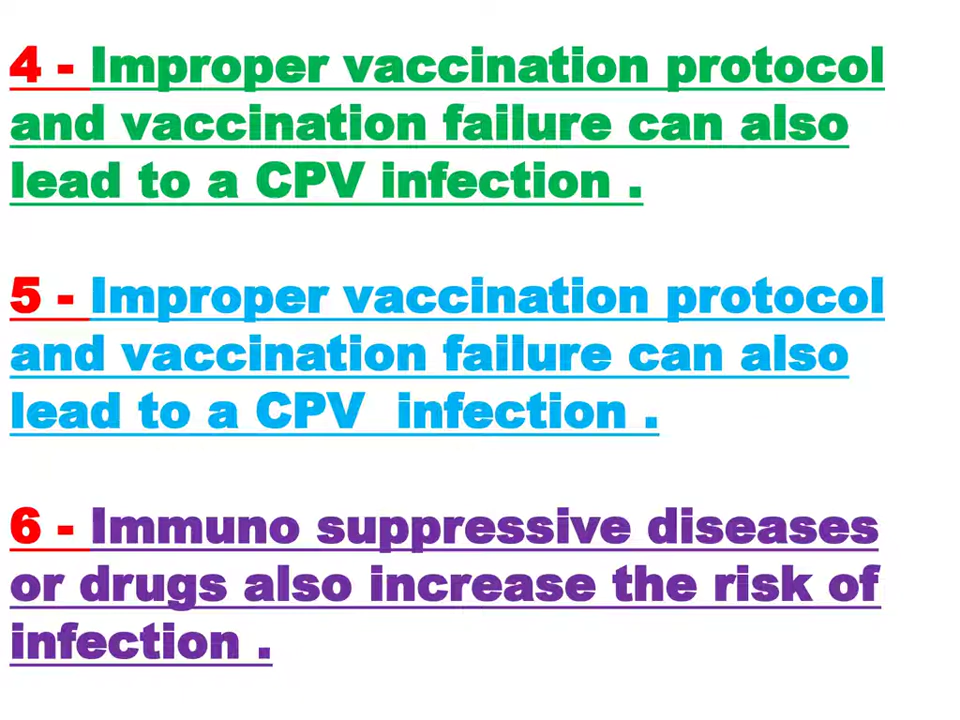 4 - Improper vaccination protocol
and vaccination failure can also
lead to a CPV infection .
5 - Improper vaccination protocol
and vaccination failure can also
lead to a CPV  infection .
6 - Immuno suppressive diseases
or drugs also increase the risk of
infection .